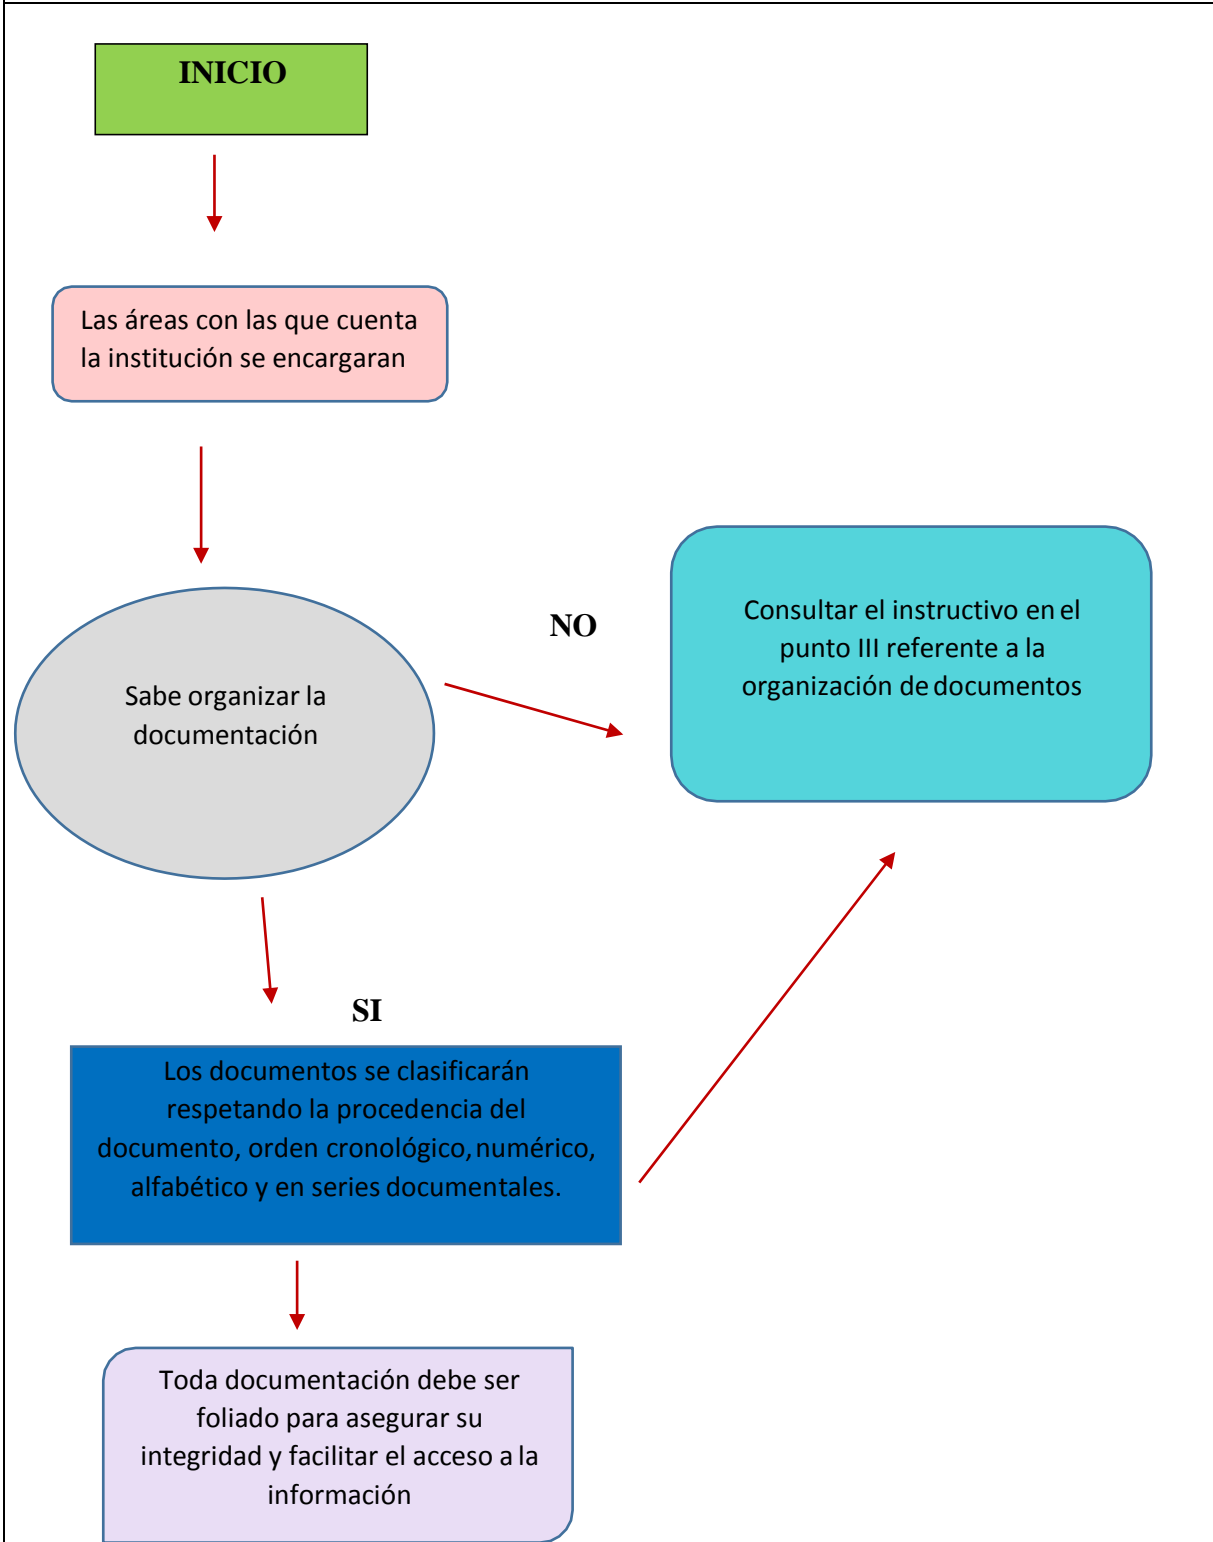 INICIO
Las áreas con las que cuenta
la institución se encargaran
NO
Consultar el instructivo en el
punto III referente a la
organización de documentos
Sabe organizar la
documentación
SI
Los documentos se clasificarán
respetando la procedencia del
documento, orden cronológico, numérico,
alfabético y en series documentales.
Toda documentación debe ser
foliado para asegurar su
integridad y facilitar el acceso a la
información